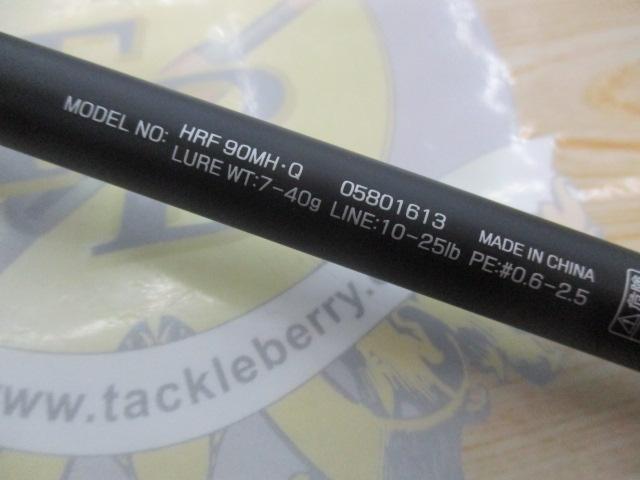 MODEL NO: HRF 90MH·Q 05801613 MADE IN CHINA
LURE WT:7-40g LINE:10-25lb PE:#0.6-2.5
www.tackleberry.c